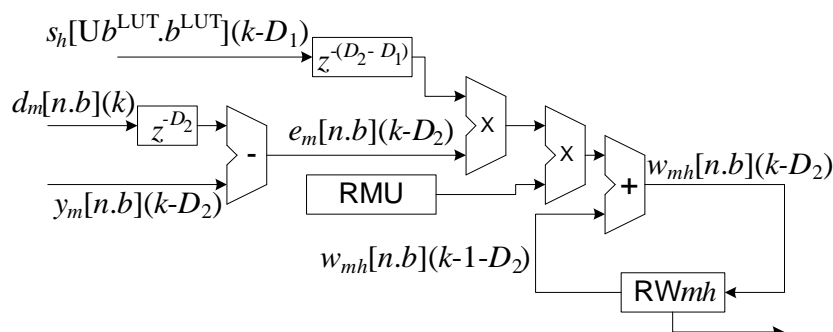 s_h[Ub^LUT.b^LUT](k-D_1)
z^-(D_2- D_1)
d_m[n.b](k)
z^-D_2
-
e_m[n.b](k-D_2)
x
x
+
w_mh[n.b](k-D_2)
y_m[n.b](k-D_2)
RMU
w_mh[n.b](k-1-D_2)
RWmh